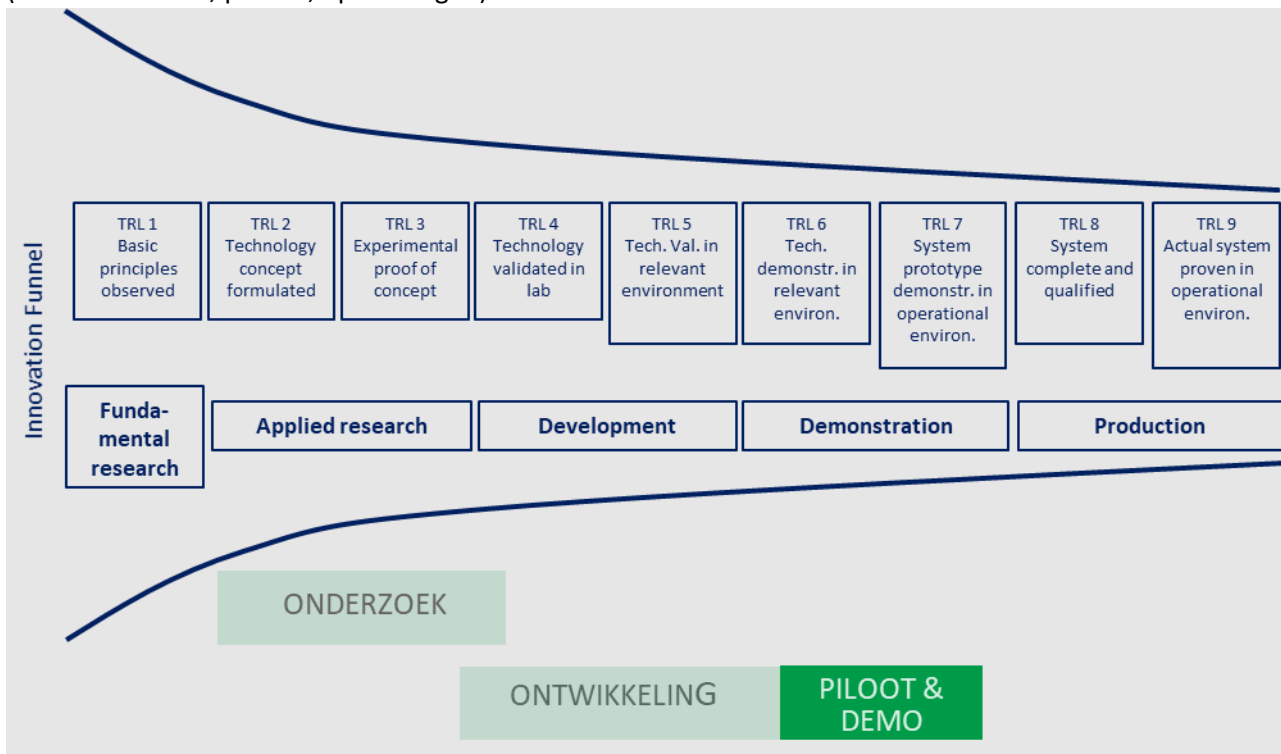 Innovation Funnel
TRL 1
Basic
principles
observed
TRL 2
Technology
concept
formulated
TRL 3
Experimental
proof of
concept
TRL 4
Technology
validated in
lab
TRL 5
Tech. Val. in
relevant
environment
TRL 6
Tech.
demonstr. in
relevant
environ.
TRL 7
System
prototype
demonstr. in
operational
environ.
TRL 8
System
complete and
qualified
TRL 9
Actual system
proven in
operational
environ.
Funda-
mental
research
Applied research
Development
Demonstration
Production
ONDERZOEK
ONTWIKKELING
PILOOT &
DEMO